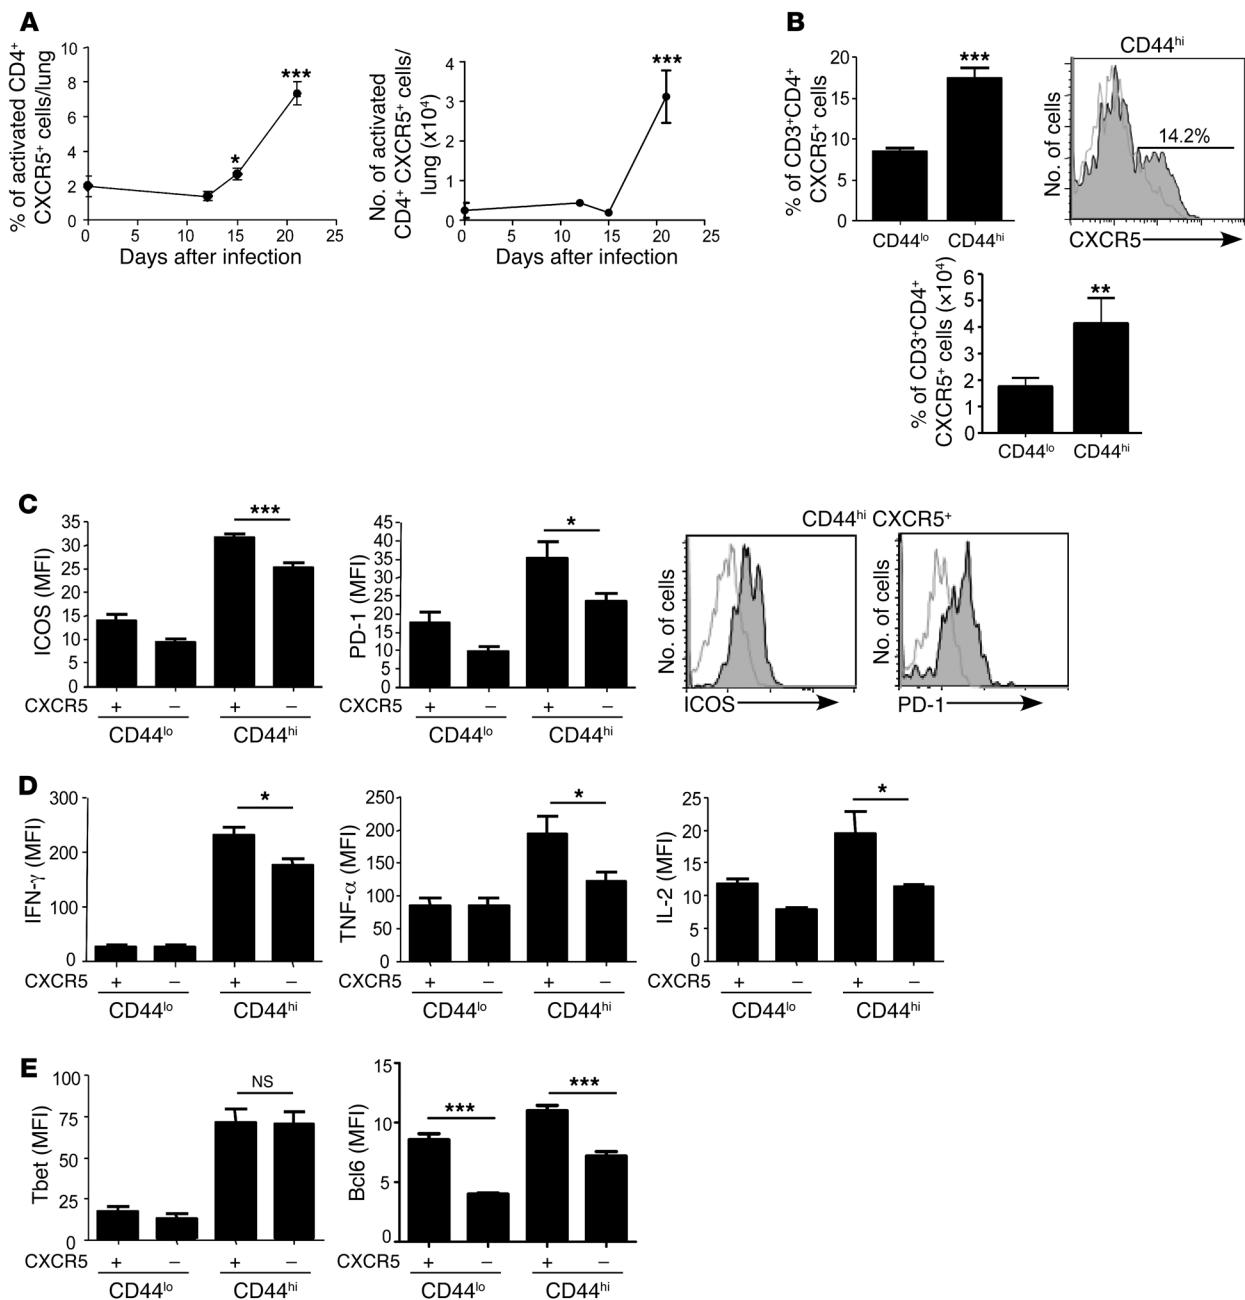 A
% of activated CD4⁺
CXCR5⁺ cells/lung
10
8
6
4
2
0
*
***
0 5 10 15 20 25
Days after infection
No. of activated
CD4⁺ CXCR5⁺ cells/
lung (x10⁴)
4
3
2
1
0
***
0 5 10 15 20 25
Days after infection
B
% of CD3⁺CD4⁺
CXCR5⁺ cells
20
15
10
5
0
***
CD44ˡᵒ CD44ʰⁱ
CD44ʰⁱ
No. of cells
14.2%
CXCR5
% of CD3⁺CD4⁺
CXCR5⁺ cells (×10⁴)
6
5
4
3
2
1
0
**
CD44ˡᵒ CD44ʰⁱ
C
ICOS (MFI)
35
30
25
20
15
10
5
0
***
CXCR5 + − + −
CD44ˡᵒ CD44ʰⁱ
PD-1 (MFI)
45
40
35
30
25
20
15
10
5
0
*
CXCR5 + − + −
CD44ˡᵒ CD44ʰⁱ
CD44ʰⁱ CXCR5⁺
No. of cells
ICOS
No. of cells
PD-1
D
IFN-γ (MFI)
300
200
100
0
*
CXCR5 + − + −
CD44ˡᵒ CD44ʰⁱ
TNF-α (MFI)
250
200
150
100
50
0
*
CXCR5 + − + −
CD44ˡᵒ CD44ʰⁱ
IL-2 (MFI)
25
20
15
10
5
0
*
CXCR5 + − + −
CD44ˡᵒ CD44ʰⁱ
E
Tbet (MFI)
100
75
50
25
0
NS
CXCR5 + − + −
CD44ˡᵒ CD44ʰⁱ
Bcl6 (MFI)
15
10
5
0
***
***
CXCR5 + − + −
CD44ˡᵒ CD44ʰⁱ